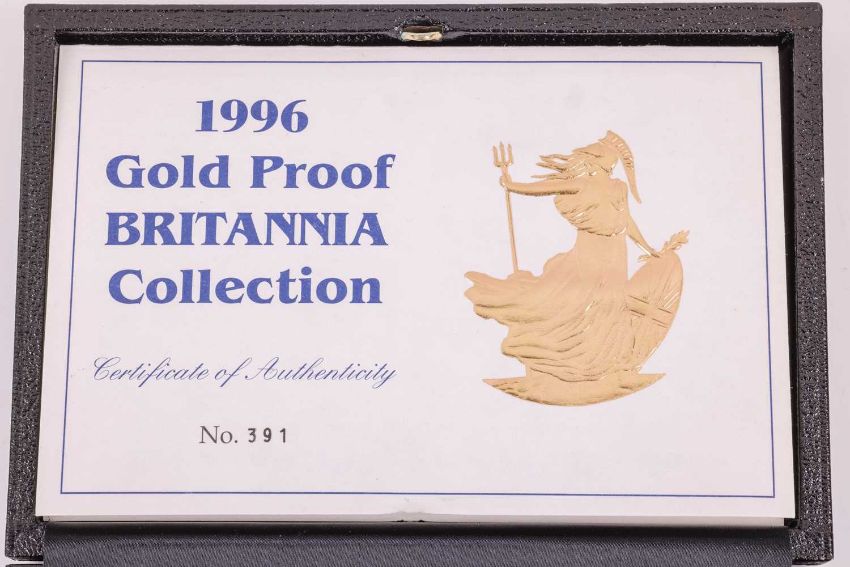 1996
Gold Proof
BRITANNIA
Collection
Certificate of Authenticity
No. 391